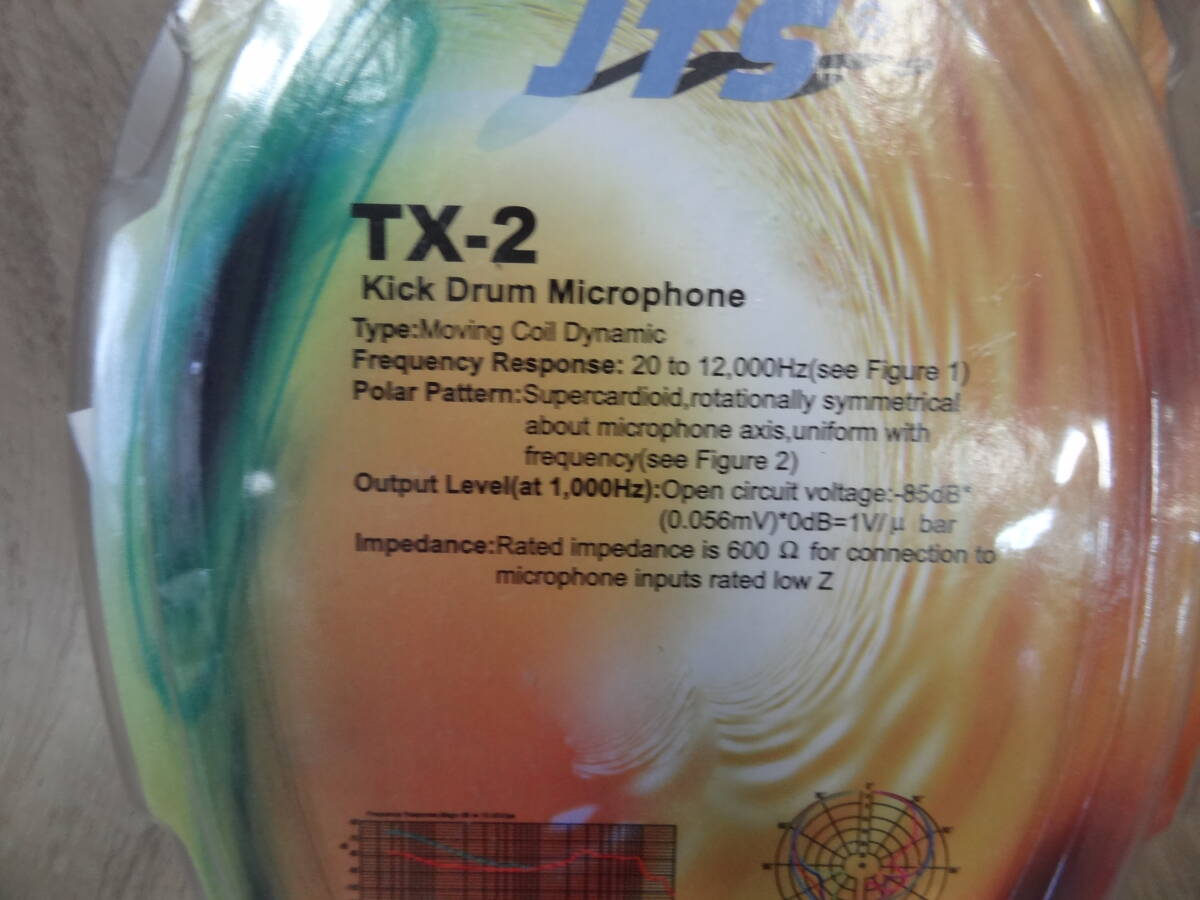 JTS
TX-2
Kick Drum Microphone
Type:Moving Coil Dynamic
Frequency Response: 20 to 12,000Hz(see Figure 1)
Polar Pattern:Supercardioid,rotationally symmetrical
about microphone axis,uniform with
frequency(see Figure 2)
Output Level(at 1,000Hz):Open circuit voltage:-85dB*
(0.056mV)*0dB=1V/μ bar
Impedance:Rated impedance is 600 Ω for connection to
microphone inputs rated low Z